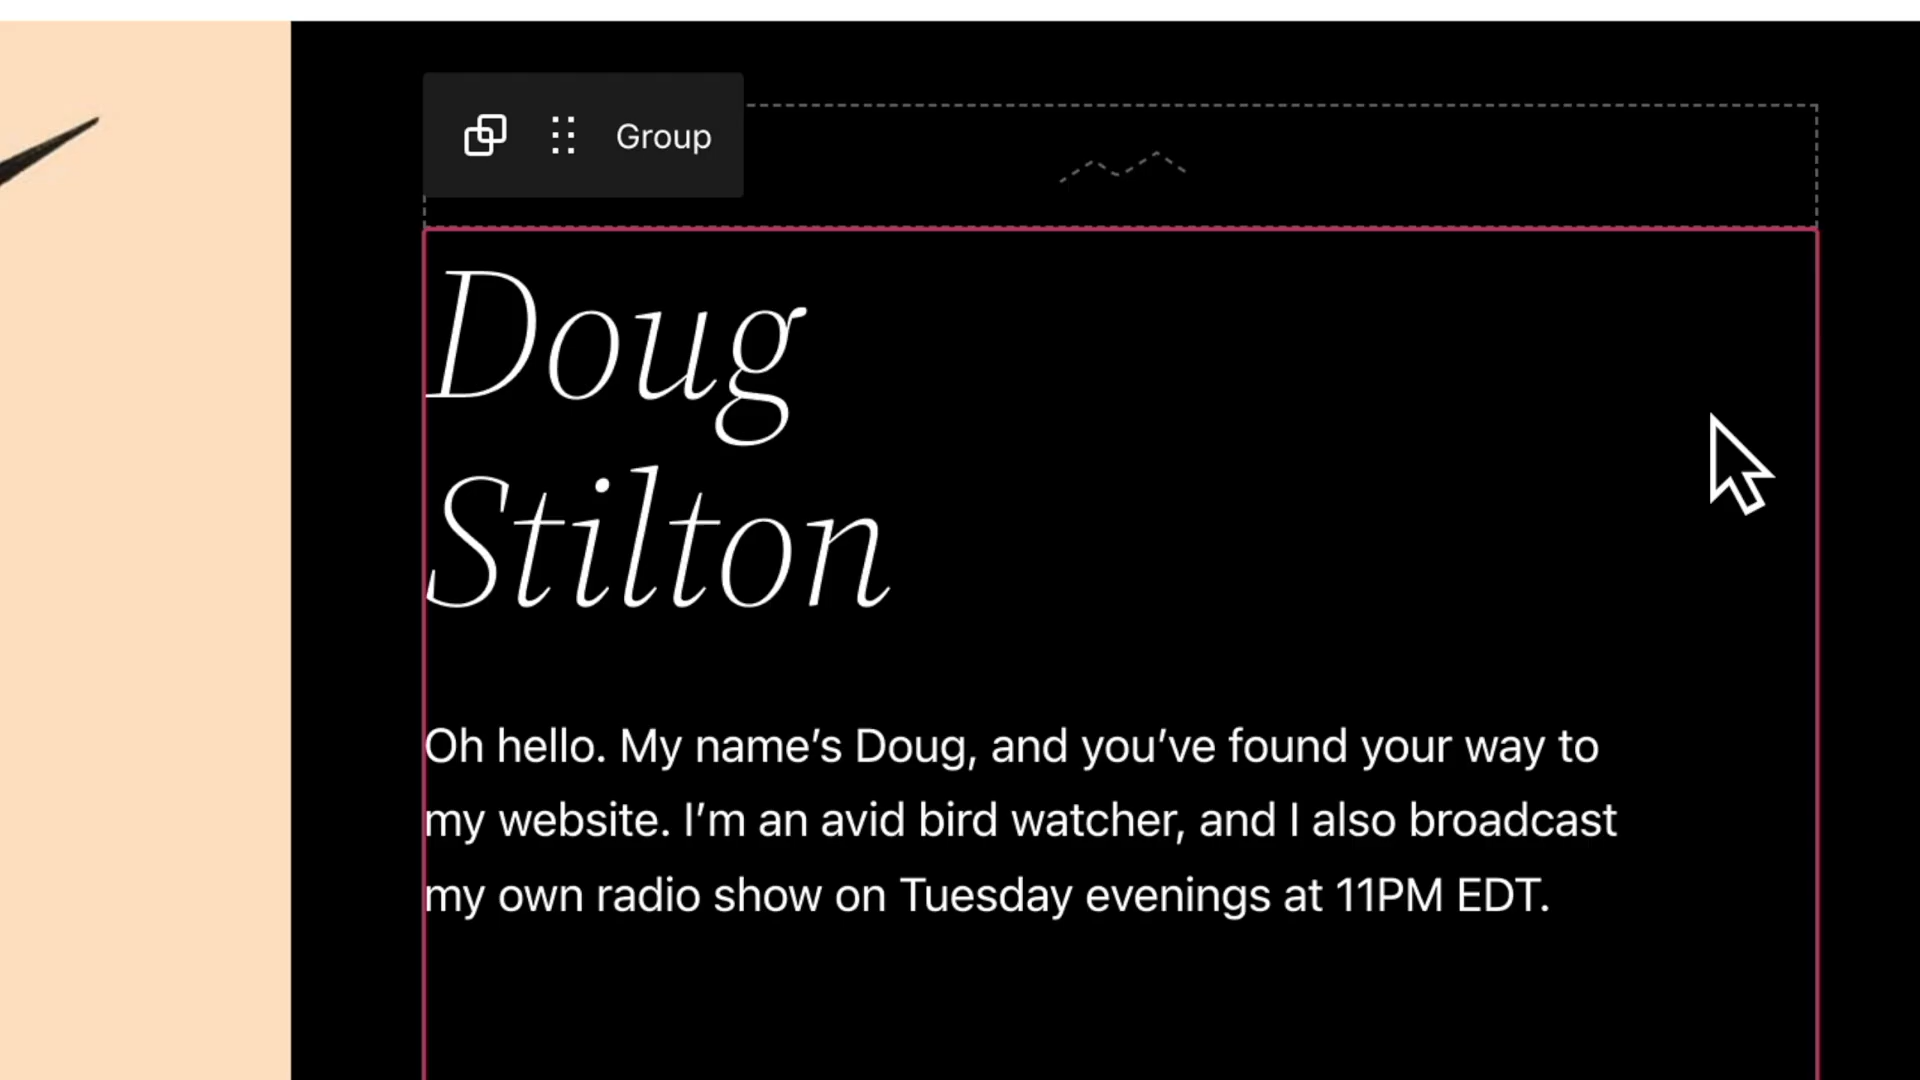 Group
Doug
Stilton
Oh hello. My name’s Doug, and you’ve found your way to
my website. I’m an avid bird watcher, and I also broadcast
my own radio show on Tuesday evenings at 11PM EDT.